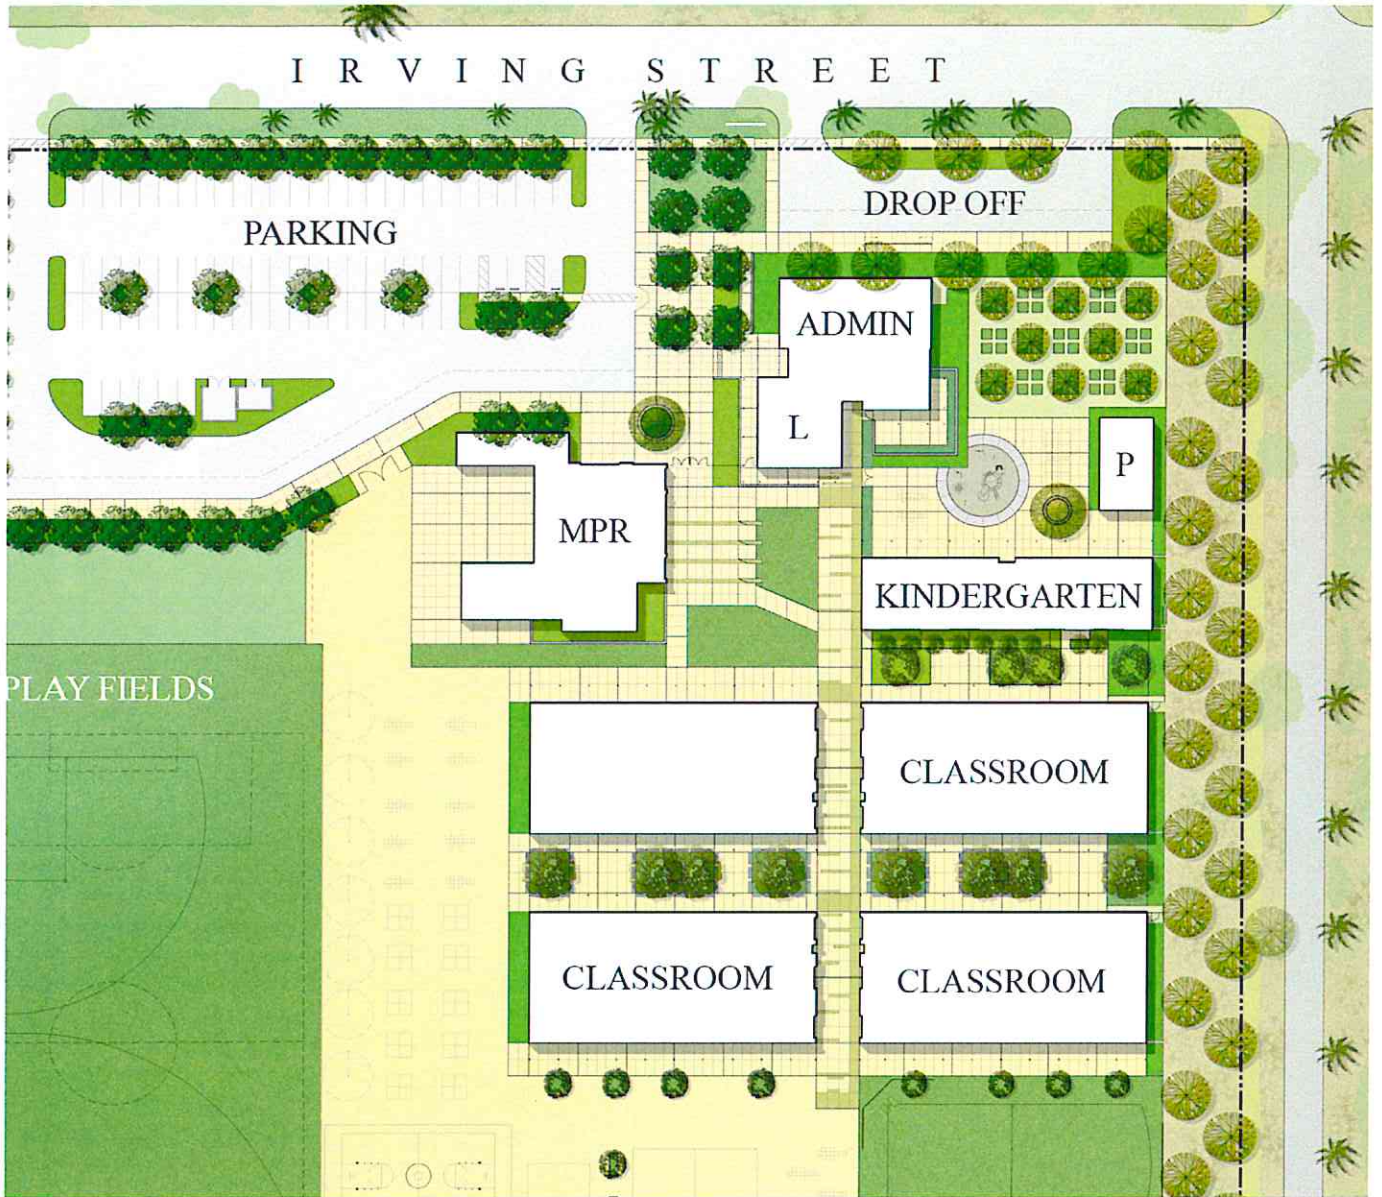 IRVING STREET
DROP OFF
PARKING
ADMIN
L
P
MPR
KINDERGARTEN
PLAY FIELDS
CLASSROOM
CLASSROOM
CLASSROOM